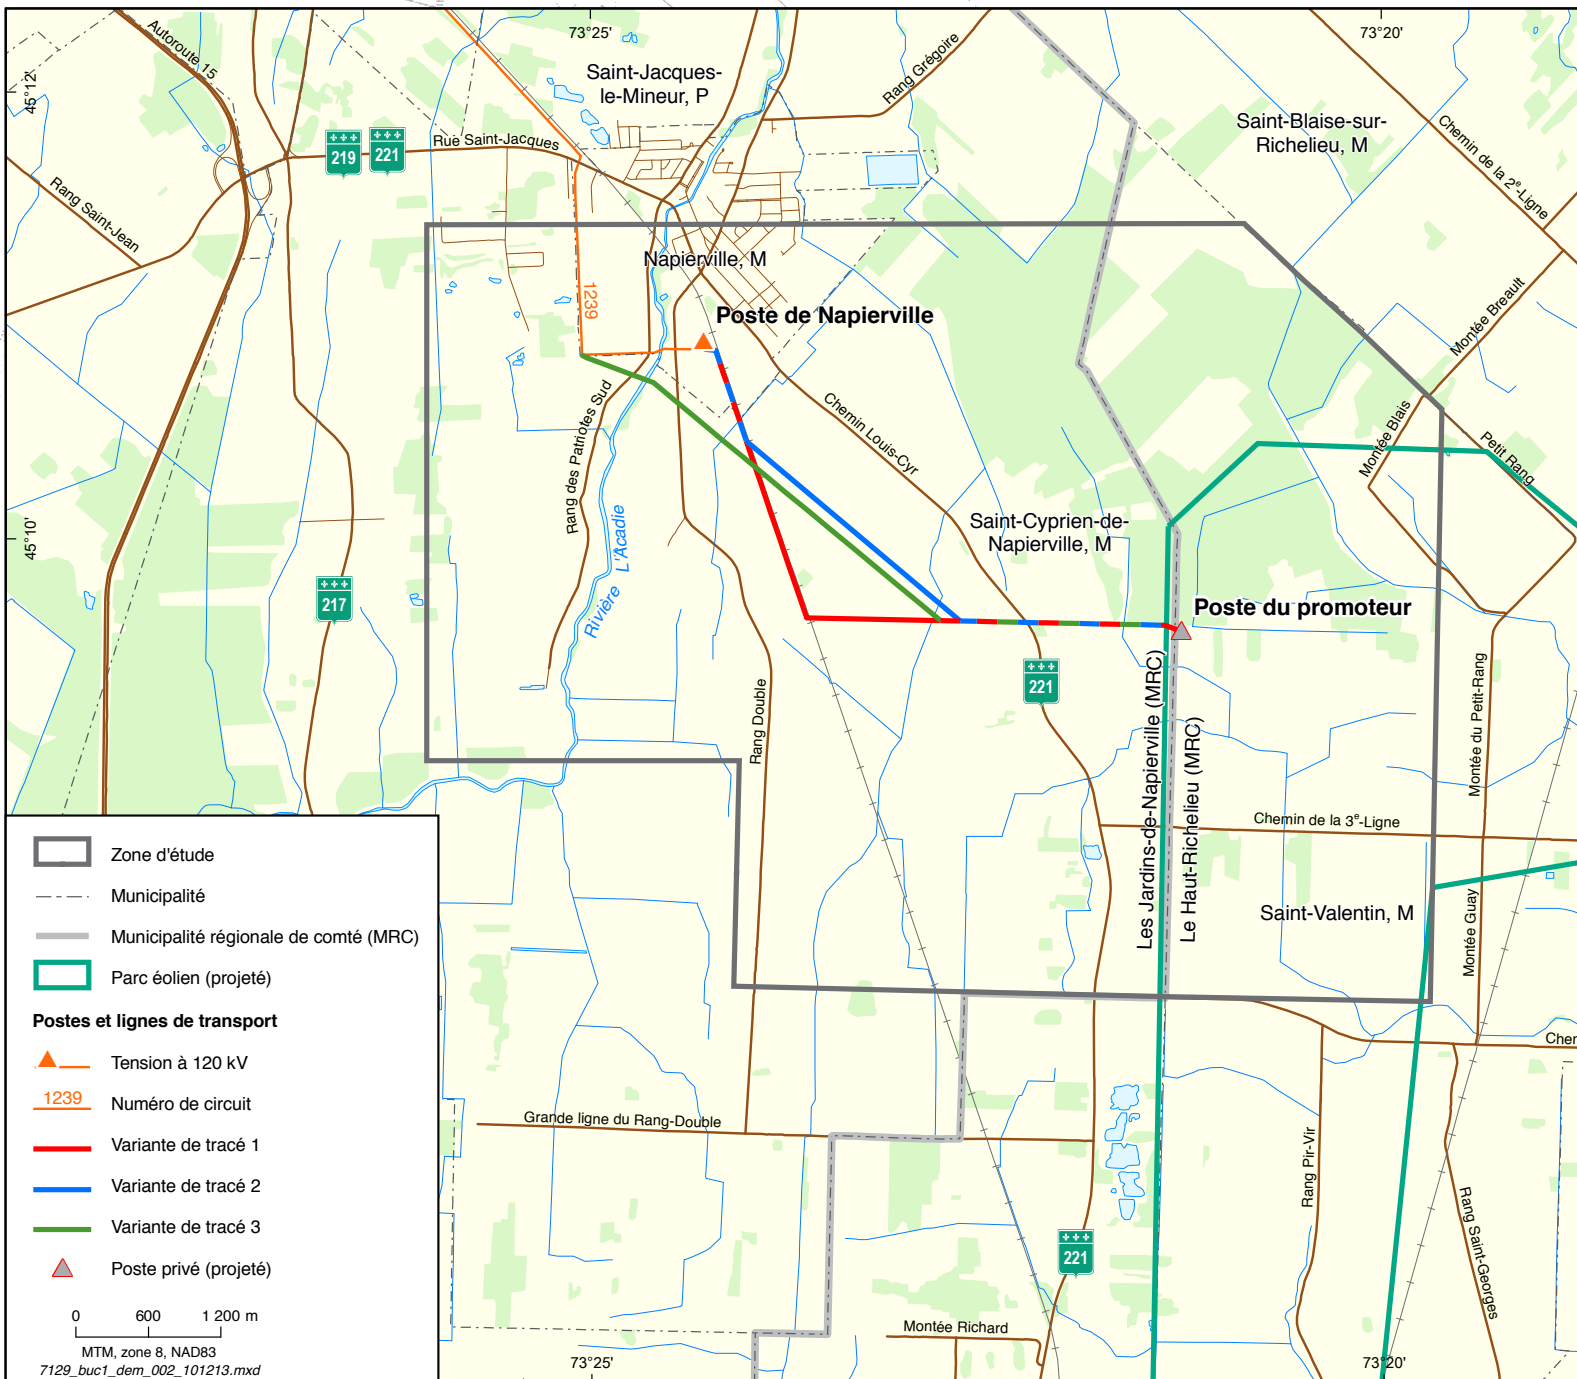 73°25'
73°20'
45°12'
45°10'
Autoroute 15
Saint-Jacques-
le-Mineur, P
Rang Grégoire
Saint-Blaise-sur-
Richelieu, M
Chemin de la 2e-Ligne
219
221
Rue Saint-Jacques
Rang Saint-Jean
Napierville, M
1239
Poste de Napierville
Montée Breault
Rang des Patriotes Sud
Chemin Louis-Cyr
Montée Blais
Petit Rang
Rivière L'Acadie
Saint-Cyprien-de-
Napierville, M
217
Poste du promoteur
221
Rang Double
Les Jardins-de-Napierville (MRC)
Le Haut-Richelieu (MRC)
Montée du Petit-Rang
Chemin de la 3e-Ligne
Saint-Valentin, M
Montée Guay
Cher
Grande ligne du Rang-Double
Rang Pir-Vir
Rang Saint-Georges
221
Montée Richard
73°25'
73°20'
Zone d'étude
Municipalité
Municipalité régionale de comté (MRC)
Parc éolien (projeté)
Postes et lignes de transport
Tension à 120 kV
1239 Numéro de circuit
Variante de tracé 1
Variante de tracé 2
Variante de tracé 3
Poste privé (projeté)
0 600 1 200 m
MTM, zone 8, NAD83
7129_buc1_dem_002_101213.mxd